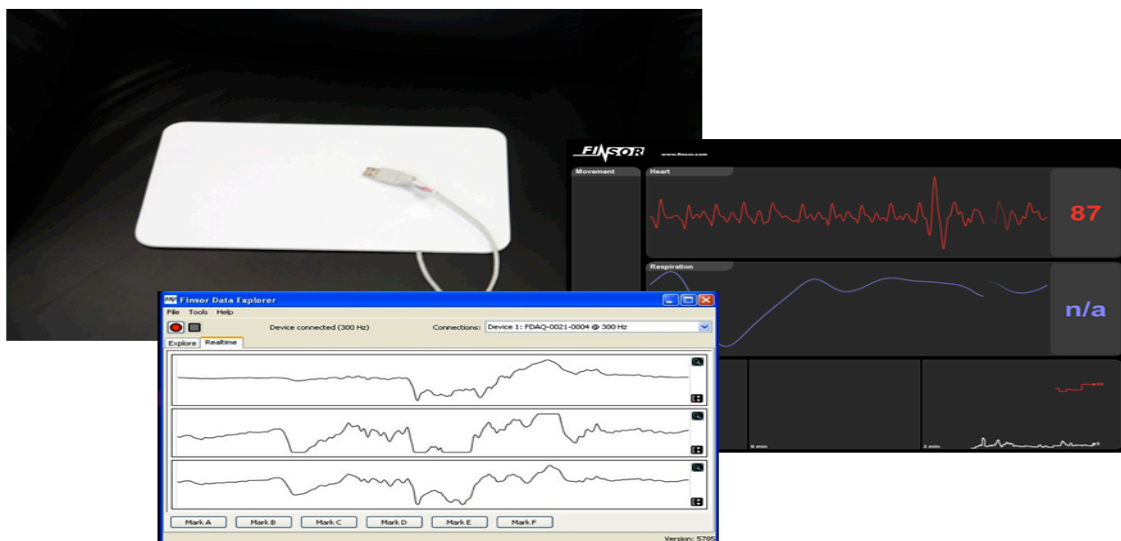 FINSOR
www.finsor.com
Movement
Heart
87
Respiration
n/a
6 min
3 min
Finsor Data Explorer
File Tools Help
Device connected (300 Hz)
Connections:
Device 1: FDAQ-0021-0004 @ 300 Hz
Explore
Realtime
Mark A
Mark B
Mark C
Mark D
Mark E
Mark F
Version: 5785